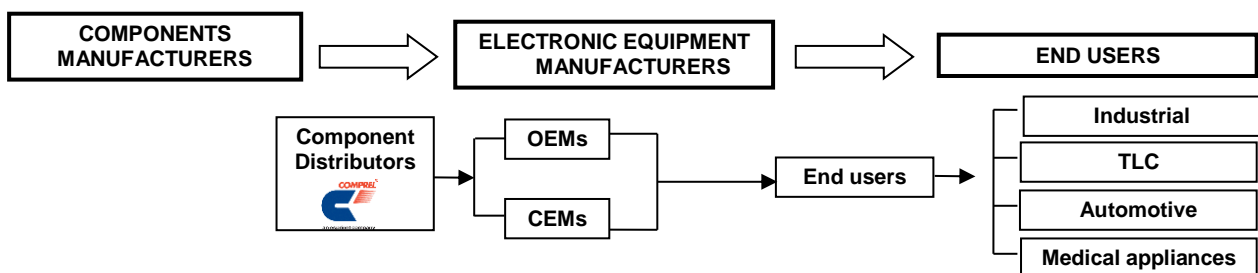 COMPONENTS
MANUFACTURERS
ELECTRONIC EQUIPMENT
MANUFACTURERS
END USERS
Component
Distributors
COMPREL
OEMs
CEMs
End users
Industrial
TLC
Automotive
Medical appliances